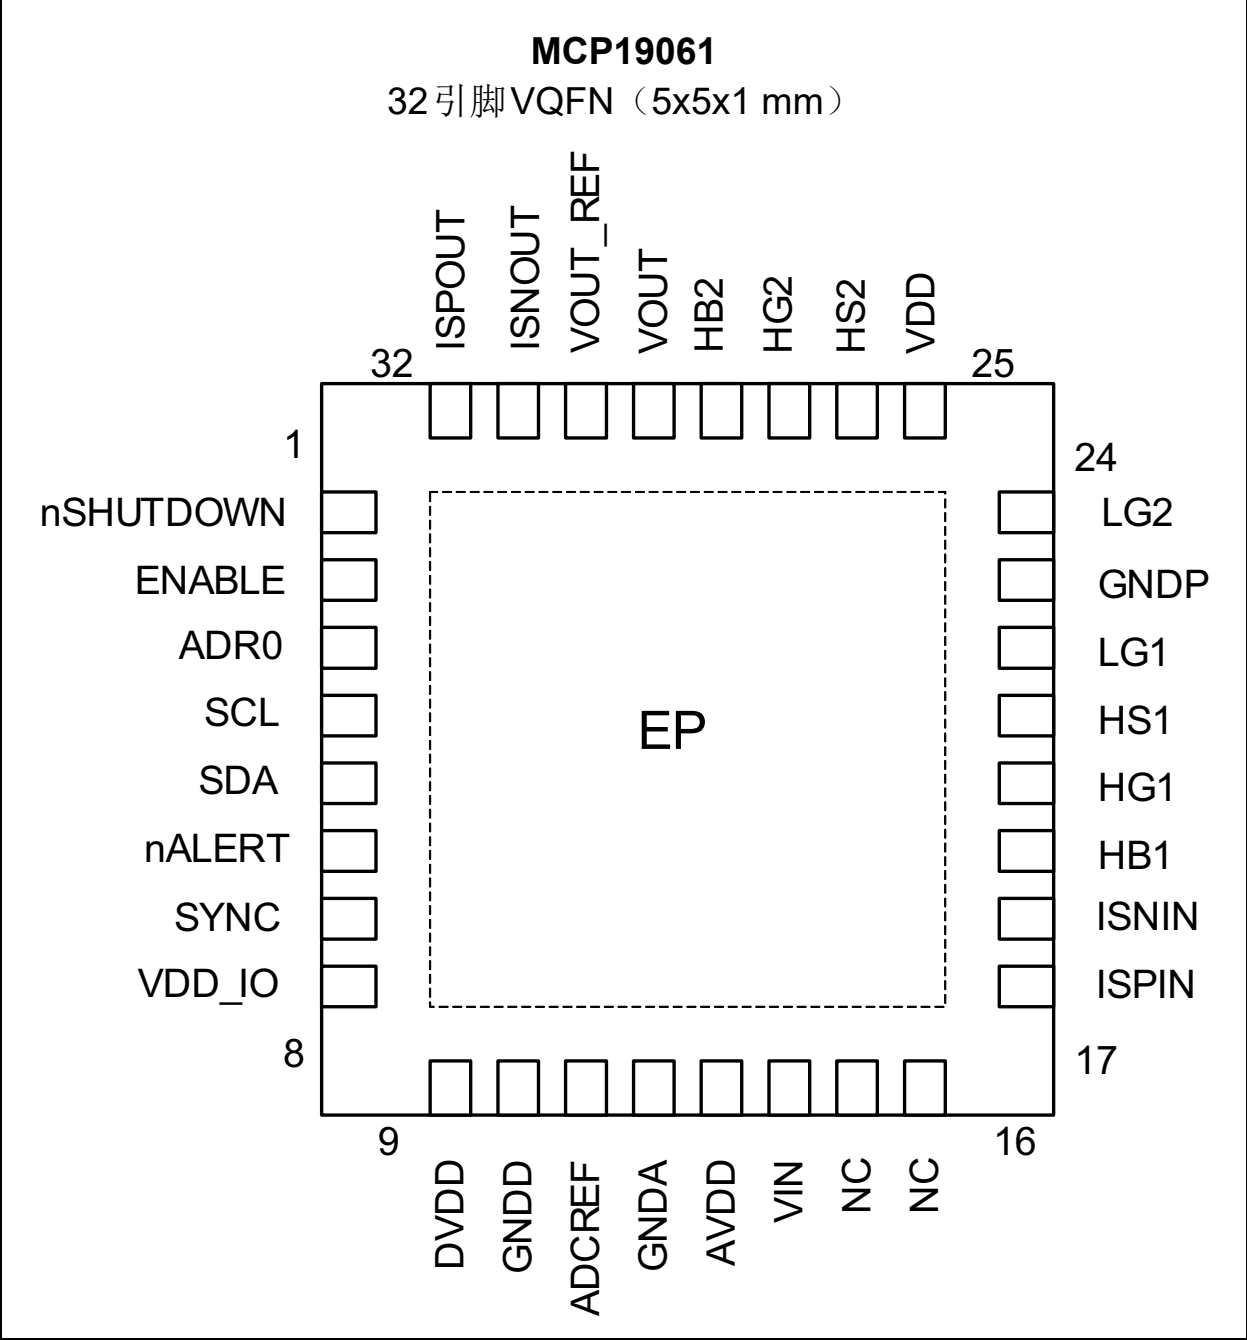 MCP19061
32引脚VQFN（5x5x1 mm）
ISPOUT
ISNOUT
VOUT_REF
VOUT
HB2
HG2
HS2
VDD
32
25
1
24
nSHUTDOWN
LG2
ENABLE
GNDP
ADR0
LG1
SCL
HS1
EP
SDA
HG1
nALERT
HB1
SYNC
ISNIN
VDD_IO
ISPIN
8
17
9
16
DVDD
GNDD
ADCREF
GNDA
AVDD
VIN
NC
NC